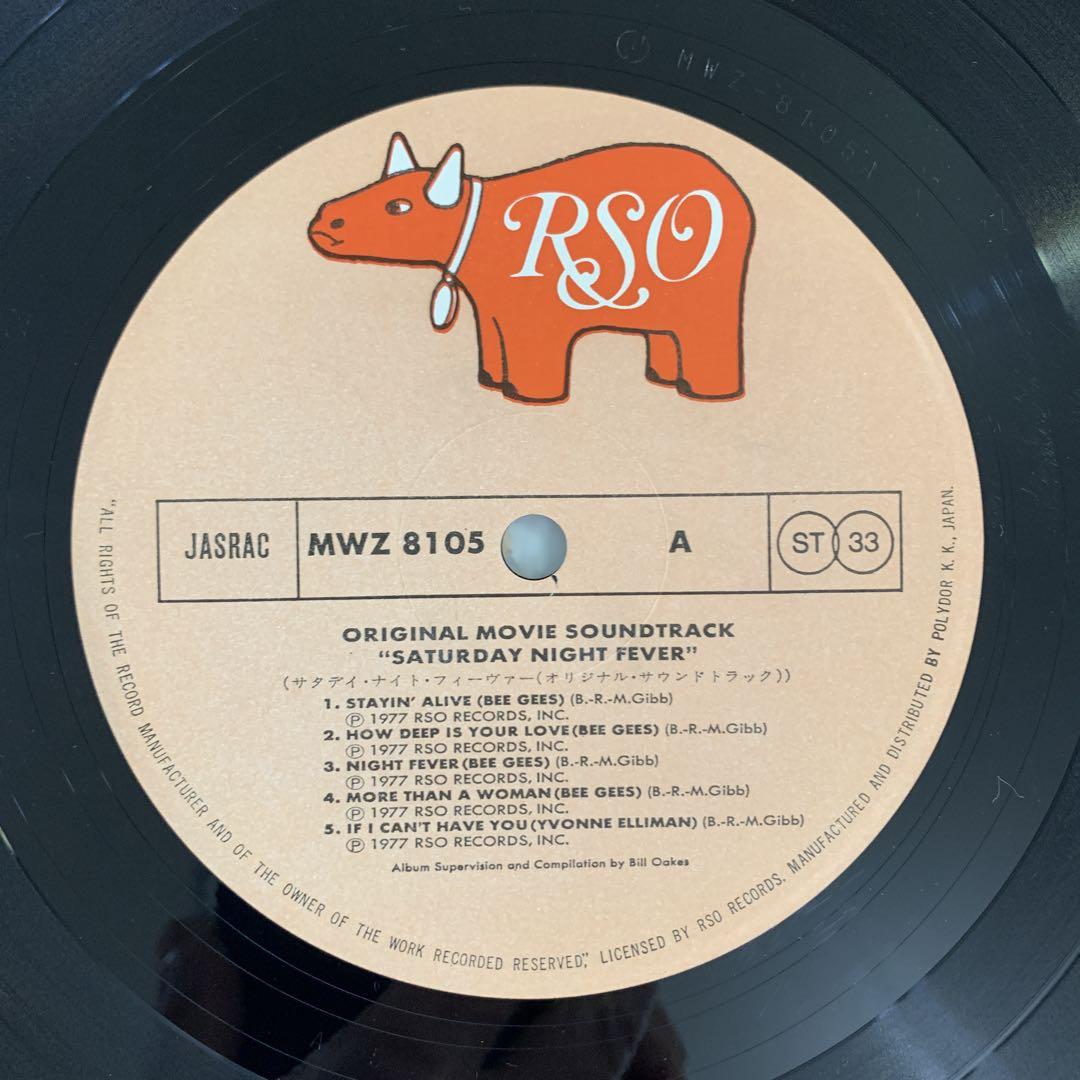 MWZ-81051
RSO
JASRAC MWZ 8105 A ST 33
ORIGINAL MOVIE SOUNDTRACK
“SATURDAY NIGHT FEVER”
(サタデイ・ナイト・フィーヴァー(オリジナル・サウンドトラック))
1. STAYIN’ ALIVE (BEE GEES) (B.-R.-M.Gibb)
Ⓟ 1977 RSO RECORDS, INC.
2. HOW DEEP IS YOUR LOVE (BEE GEES) (B.-R.-M.Gibb)
Ⓟ 1977 RSO RECORDS, INC.
3. NIGHT FEVER (BEE GEES) (B.-R.-M.Gibb)
Ⓟ 1977 RSO RECORDS, INC.
4. MORE THAN A WOMAN (BEE GEES) (B.-R.-M.Gibb)
Ⓟ 1977 RSO RECORDS, INC.
5. IF I CAN’T HAVE YOU (YVONNE ELLIMAN) (B.-R.-M.Gibb)
Ⓟ 1977 RSO RECORDS, INC.
Album Supervision and Compilation by Bill Oakes
“ALL RIGHTS OF THE RECORD MANUFACTURER AND OF THE OWNER OF THE WORK RECORDED RESERVED”, LICENSED BY RSO RECORDS. MANUFACTURED AND DISTRIBUTED BY POLYDOR K. K., JAPAN.